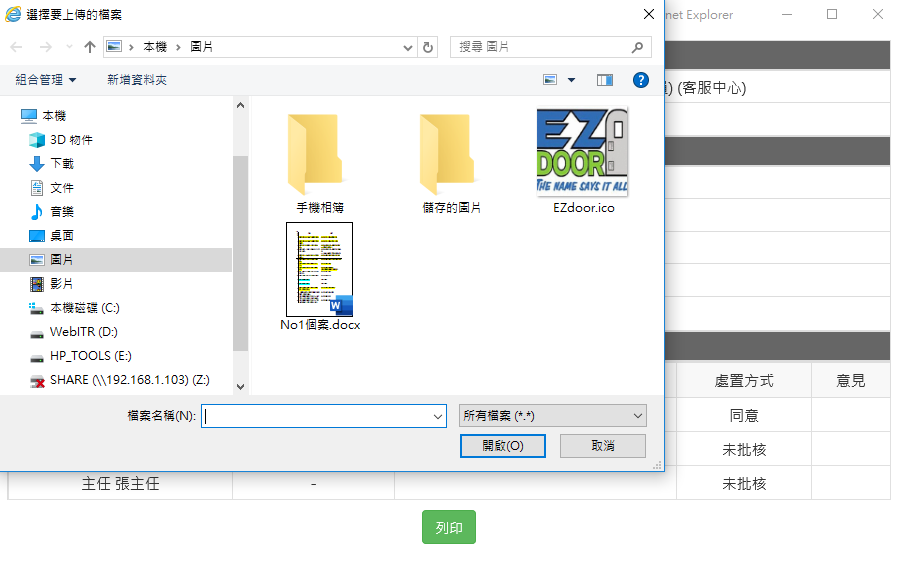 選擇要上傳的檔案
net Explorer
本機 > 圖片
搜尋 圖片
組合管理
新增資料夾
) (客服中心)
本機
3D 物件
下載
文件
音樂
桌面
圖片
影片
本機磁碟 (C:)
WebITR (D:)
HP_TOOLS (E:)
SHARE (\\192.168.1.103) (Z:)
手機相簿
儲存的圖片
EZ
DOOR
THE NAME SAYS IT ALL
EZdoor.ico
W
No1個案.docx
處置方式
意見
檔案名稱(N):
所有檔案 (*.*)
同意
開啟(O)
取消
未批核
主任 張主任
-
未批核
列印